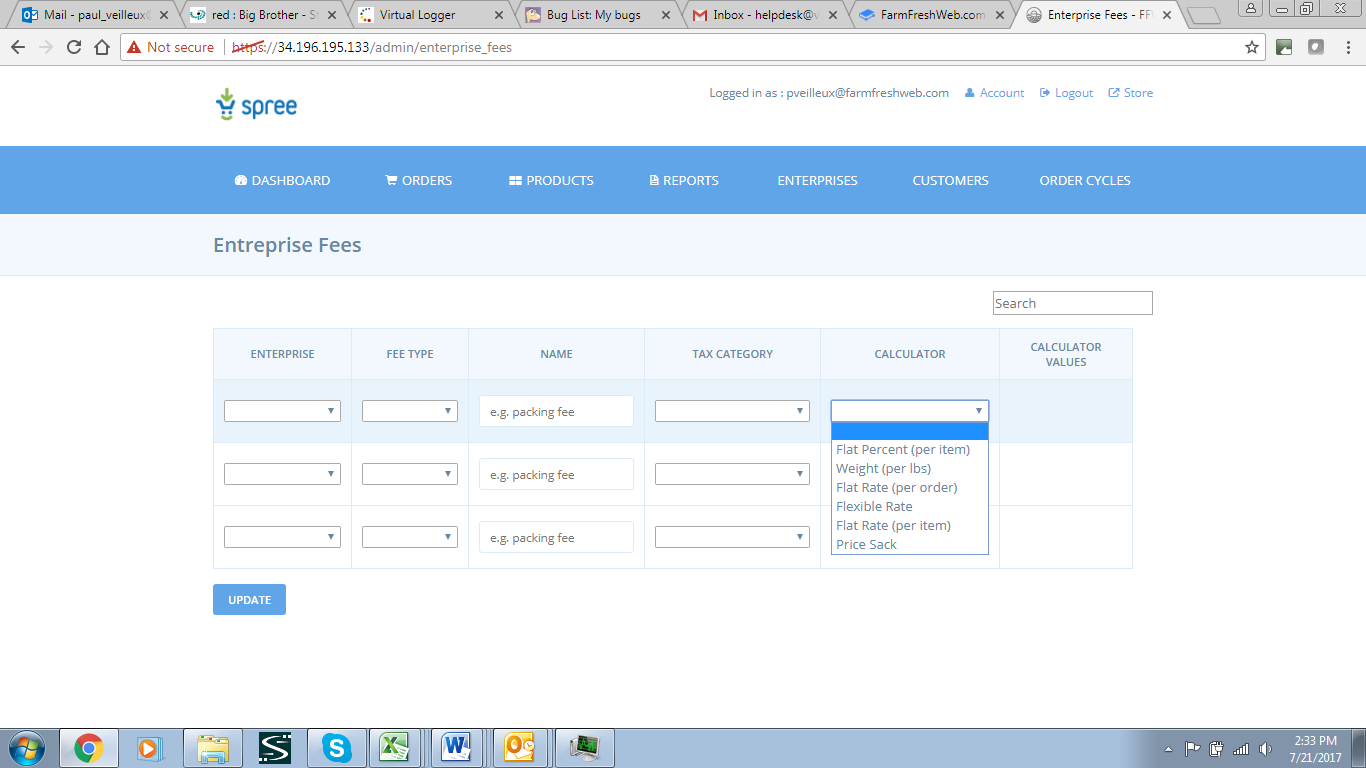 Mail - paul_veilleux@ red : Big Brother - St Virtual Logger Bug List: My bugs Inbox - helpdesk@v FarmFreshWeb.com Enterprise Fees - FFW
Not secure https://34.196.195.133/admin/enterprise_fees
spree
Logged in as : pveilleux@farmfreshweb.com Account Logout Store
DASHBOARD ORDERS PRODUCTS REPORTS ENTERPRISES CUSTOMERS ORDER CYCLES
Entreprise Fees
Search
ENTERPRISE FEE TYPE NAME TAX CATEGORY CALCULATOR CALCULATOR VALUES
e.g. packing fee
Flat Percent (per item)
Weight (per lbs)
e.g. packing fee
Flat Rate (per order)
Flexible Rate
Flat Rate (per item)
e.g. packing fee
Price Sack
UPDATE
2:33 PM
7/21/2017